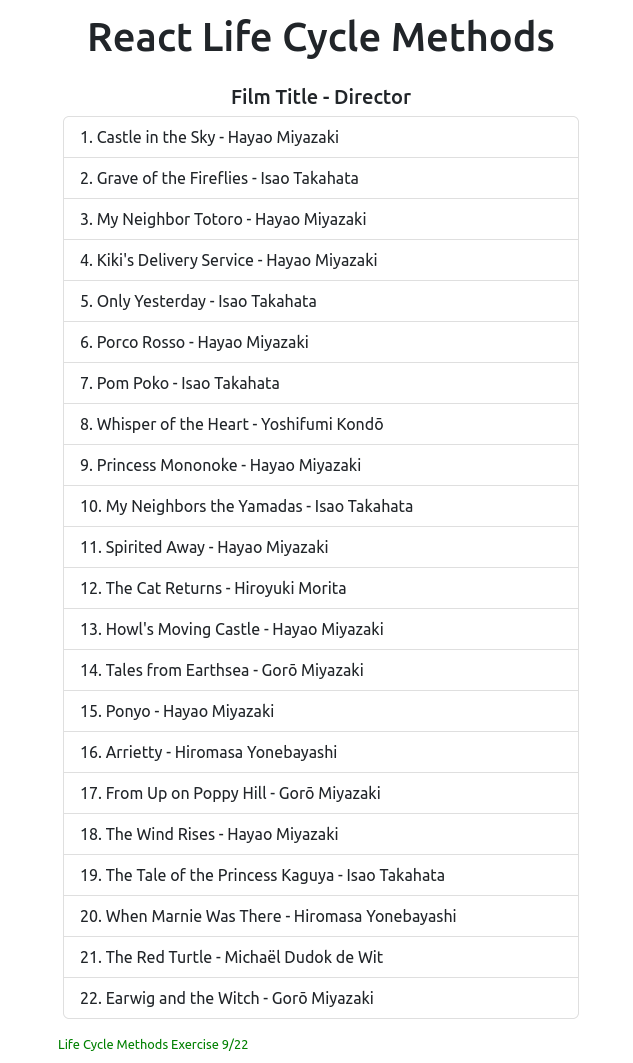 React Life Cycle Methods
Film Title - Director
1. Castle in the Sky - Hayao Miyazaki
2. Grave of the Fireflies - Isao Takahata
3. My Neighbor Totoro - Hayao Miyazaki
4. Kiki's Delivery Service - Hayao Miyazaki
5. Only Yesterday - Isao Takahata
6. Porco Rosso - Hayao Miyazaki
7. Pom Poko - Isao Takahata
8. Whisper of the Heart - Yoshifumi Kondō
9. Princess Mononoke - Hayao Miyazaki
10. My Neighbors the Yamadas - Isao Takahata
11. Spirited Away - Hayao Miyazaki
12. The Cat Returns - Hiroyuki Morita
13. Howl's Moving Castle - Hayao Miyazaki
14. Tales from Earthsea - Gorō Miyazaki
15. Ponyo - Hayao Miyazaki
16. Arrietty - Hiromasa Yonebayashi
17. From Up on Poppy Hill - Gorō Miyazaki
18. The Wind Rises - Hayao Miyazaki
19. The Tale of the Princess Kaguya - Isao Takahata
20. When Marnie Was There - Hiromasa Yonebayashi
21. The Red Turtle - Michaël Dudok de Wit
22. Earwig and the Witch - Gorō Miyazaki
Life Cycle Methods Exercise 9/22